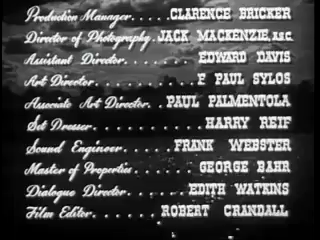 Production Manager.....CLARENCE BRICKER
Director of Photography..JACK MACKENZIE, A.S.C.
Assistant Director........EDWARD DAVIS
Art Director............F PAUL SYLOS
Associate Art Director..PAUL PALMENTOLA
Set Dresser............HARRY REIF
Sound Engineer.......FRANK WEBSTER
Master of Properties......GEORGE BAHR
Dialogue Director.......EDITH WATKINS
Film Editor.........ROBERT CRANDALL